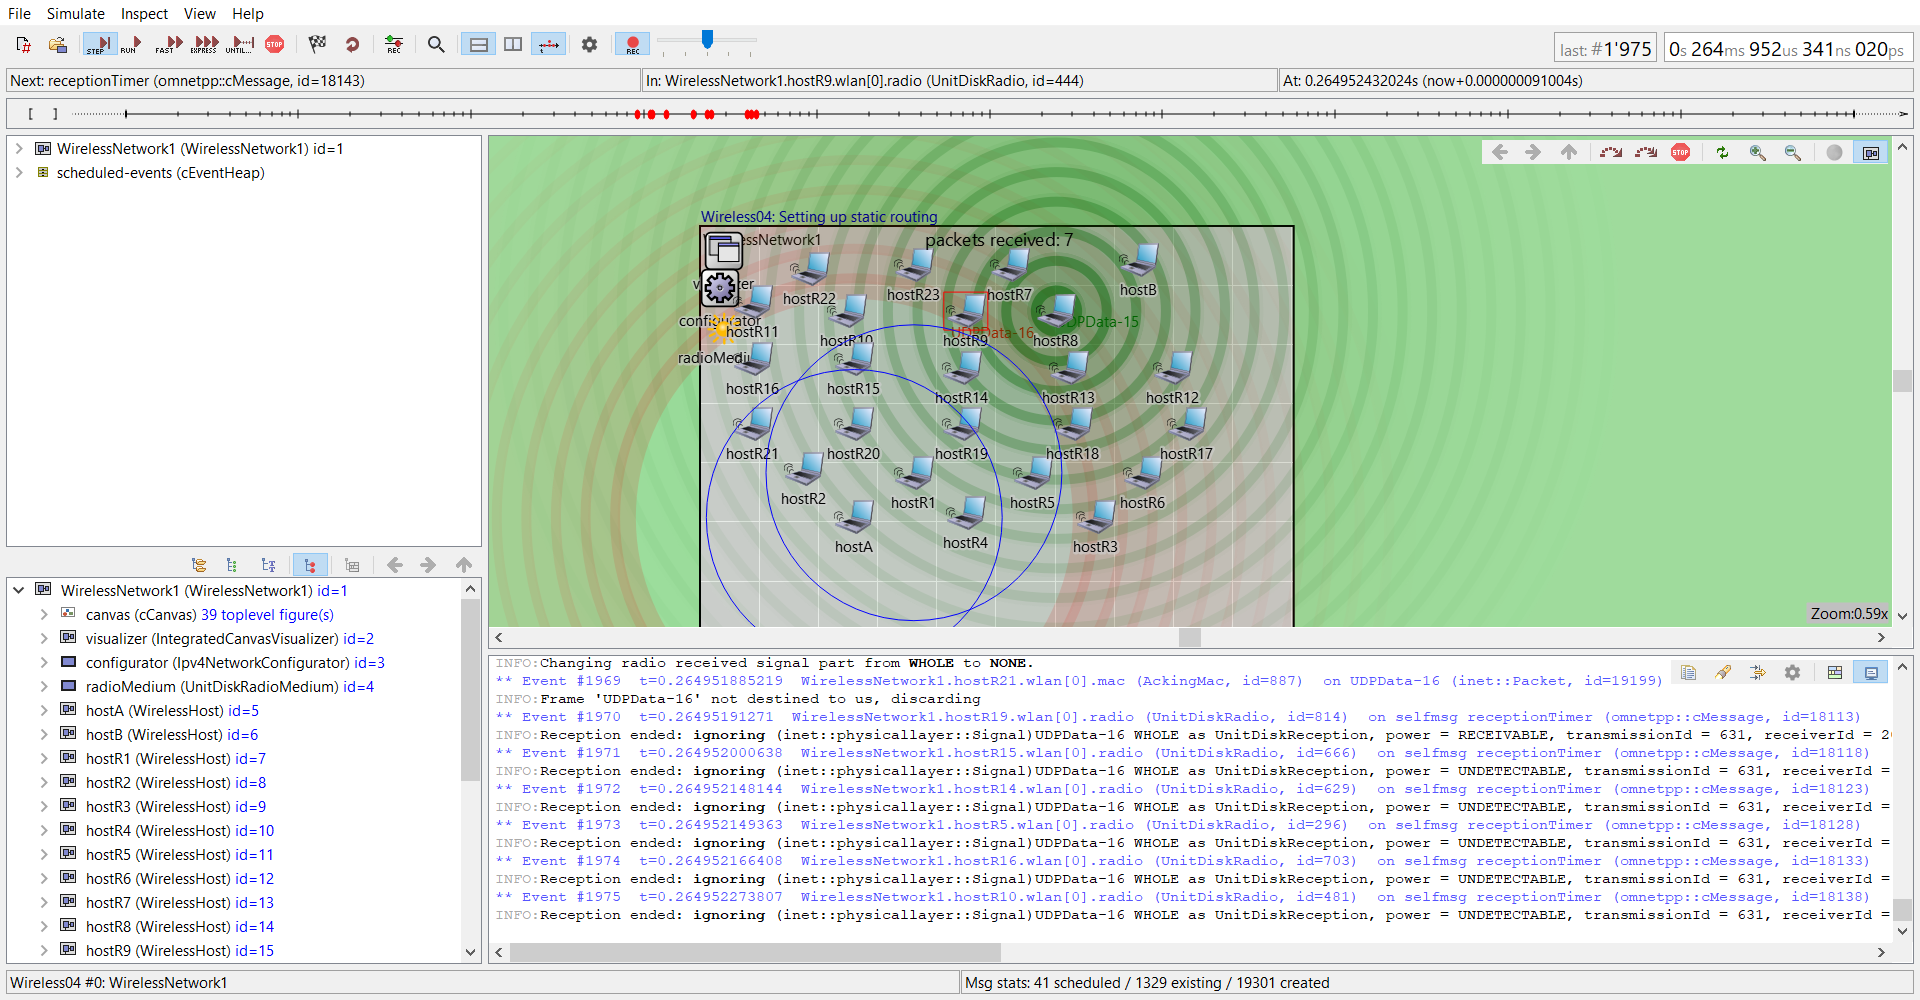 File Simulate Inspect View Help
STEP RUN FAST EXPRESS UNTIL... STOP REC REC
last: #1'975 0s 264ms 952us 341ns 020ps
Next: receptionTimer (omnetpp::cMessage, id=18143) In: WirelessNetwork1.hostR9.wlan[0].radio (UnitDiskRadio, id=444) At: 0.264952432024s (now+0.000000091004s)
[ ]
WirelessNetwork1 (WirelessNetwork1) id=1
scheduled-events (cEventHeap)
WirelessNetwork1 (WirelessNetwork1) id=1
canvas (cCanvas) 39 toplevel figure(s)
visualizer (IntegratedCanvasVisualizer) id=2
configurator (Ipv4NetworkConfigurator) id=3
radioMedium (UnitDiskRadioMedium) id=4
hostA (WirelessHost) id=5
hostB (WirelessHost) id=6
hostR1 (WirelessHost) id=7
hostR2 (WirelessHost) id=8
hostR3 (WirelessHost) id=9
hostR4 (WirelessHost) id=10
hostR5 (WirelessHost) id=11
hostR6 (WirelessHost) id=12
hostR7 (WirelessHost) id=13
hostR8 (WirelessHost) id=14
hostR9 (WirelessHost) id=15
STOP
Wireless04: Setting up static routing
essNetwork1 packets received: 7
hostR22 hostR23 hostR7 hostB
configurator hostR11 hostR10 hostR9 UDPData-16 hostR8 UDPData-15
radioMediu hostR16 hostR15 hostR14 hostR13 hostR12
hostR21 hostR20 hostR19 hostR18 hostR17
hostR2 hostR1 hostR5 hostR6
hostA hostR4 hostR3
Zoom:0.59x
INFO:Changing radio received signal part from WHOLE to NONE.
** Event #1969 t=0.264951885219 WirelessNetwork1.hostR21.wlan[0].mac (AckingMac, id=887) on UDPData-16 (inet::Packet, id=19199)
INFO:Frame 'UDPData-16' not destined to us, discarding
** Event #1970 t=0.26495191271 WirelessNetwork1.hostR19.wlan[0].radio (UnitDiskRadio, id=814) on selfmsg receptionTimer (omnetpp::cMessage, id=18113)
INFO:Reception ended: ignoring (inet::physicallayer::Signal)UDPData-16 WHOLE as UnitDiskReception, power = RECEIVABLE, transmissionId = 631, receiverId = 2
** Event #1971 t=0.264952000638 WirelessNetwork1.hostR15.wlan[0].radio (UnitDiskRadio, id=666) on selfmsg receptionTimer (omnetpp::cMessage, id=18118)
INFO:Reception ended: ignoring (inet::physicallayer::Signal)UDPData-16 WHOLE as UnitDiskReception, power = UNDETECTABLE, transmissionId = 631, receiverId =
** Event #1972 t=0.264952148144 WirelessNetwork1.hostR14.wlan[0].radio (UnitDiskRadio, id=629) on selfmsg receptionTimer (omnetpp::cMessage, id=18123)
INFO:Reception ended: ignoring (inet::physicallayer::Signal)UDPData-16 WHOLE as UnitDiskReception, power = UNDETECTABLE, transmissionId = 631, receiverId =
** Event #1973 t=0.264952149363 WirelessNetwork1.hostR5.wlan[0].radio (UnitDiskRadio, id=296) on selfmsg receptionTimer (omnetpp::cMessage, id=18128)
INFO:Reception ended: ignoring (inet::physicallayer::Signal)UDPData-16 WHOLE as UnitDiskReception, power = UNDETECTABLE, transmissionId = 631, receiverId =
** Event #1974 t=0.264952166408 WirelessNetwork1.hostR16.wlan[0].radio (UnitDiskRadio, id=703) on selfmsg receptionTimer (omnetpp::cMessage, id=18133)
INFO:Reception ended: ignoring (inet::physicallayer::Signal)UDPData-16 WHOLE as UnitDiskReception, power = UNDETECTABLE, transmissionId = 631, receiverId =
** Event #1975 t=0.264952273807 WirelessNetwork1.hostR10.wlan[0].radio (UnitDiskRadio, id=481) on selfmsg receptionTimer (omnetpp::cMessage, id=18138)
INFO:Reception ended: ignoring (inet::physicallayer::Signal)UDPData-16 WHOLE as UnitDiskReception, power = UNDETECTABLE, transmissionId = 631, receiverId =
Wireless04 #0: WirelessNetwork1 Msg stats: 41 scheduled / 1329 existing / 19301 created